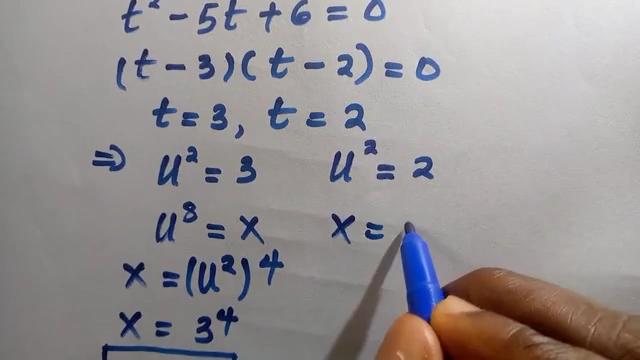 t² - 5t + 6 = 0
(t - 3)(t - 2) = 0
t = 3, t = 2
⇒ u² = 3 u² = 2
u⁸ = x x =
x = (u²)⁴
x = 3⁴